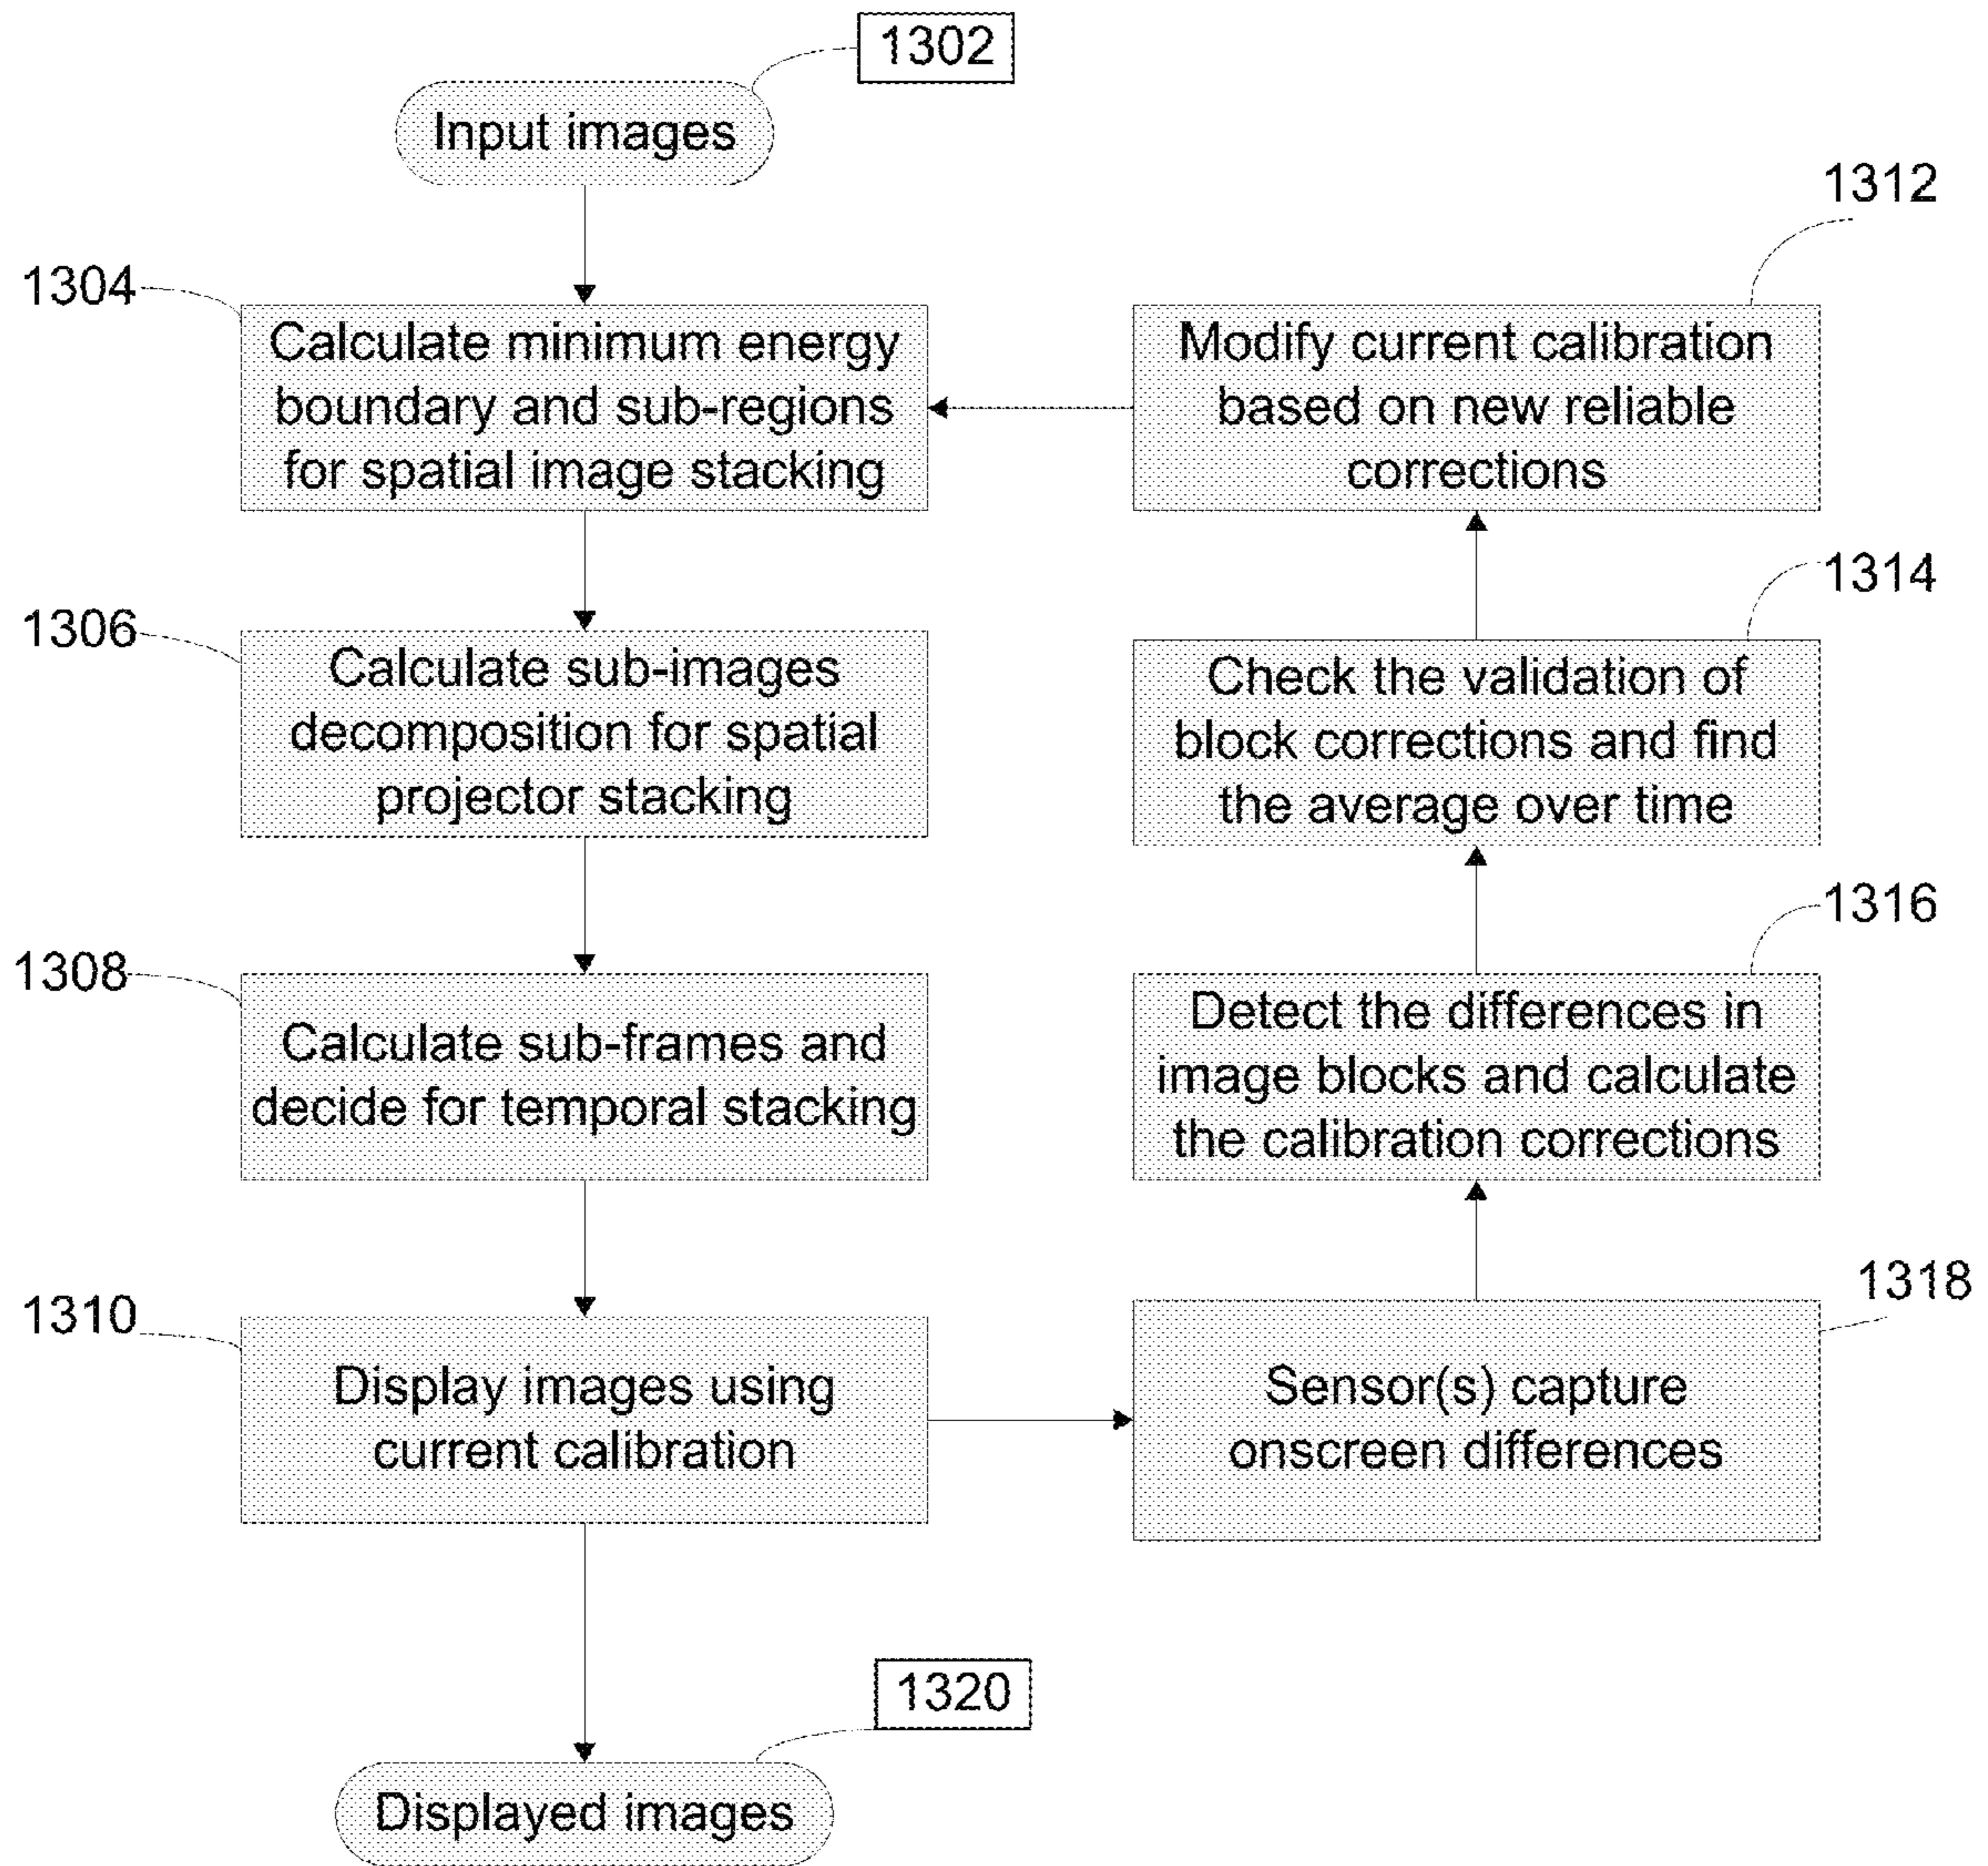 1302
Input images
1312
1304
Calculate minimum energy
boundary and sub-regions
for spatial image stacking
Modify current calibration
based on new reliable
corrections
1314
1306
Calculate sub-images
decomposition for spatial
projector stacking
Check the validation of
block corrections and find
the average over time
1316
1308
Calculate sub-frames and
decide for temporal stacking
Detect the differences in
image blocks and calculate
the calibration corrections
1318
1310
Display images using
current calibration
Sensor(s) capture
onscreen differences
1320
Displayed images